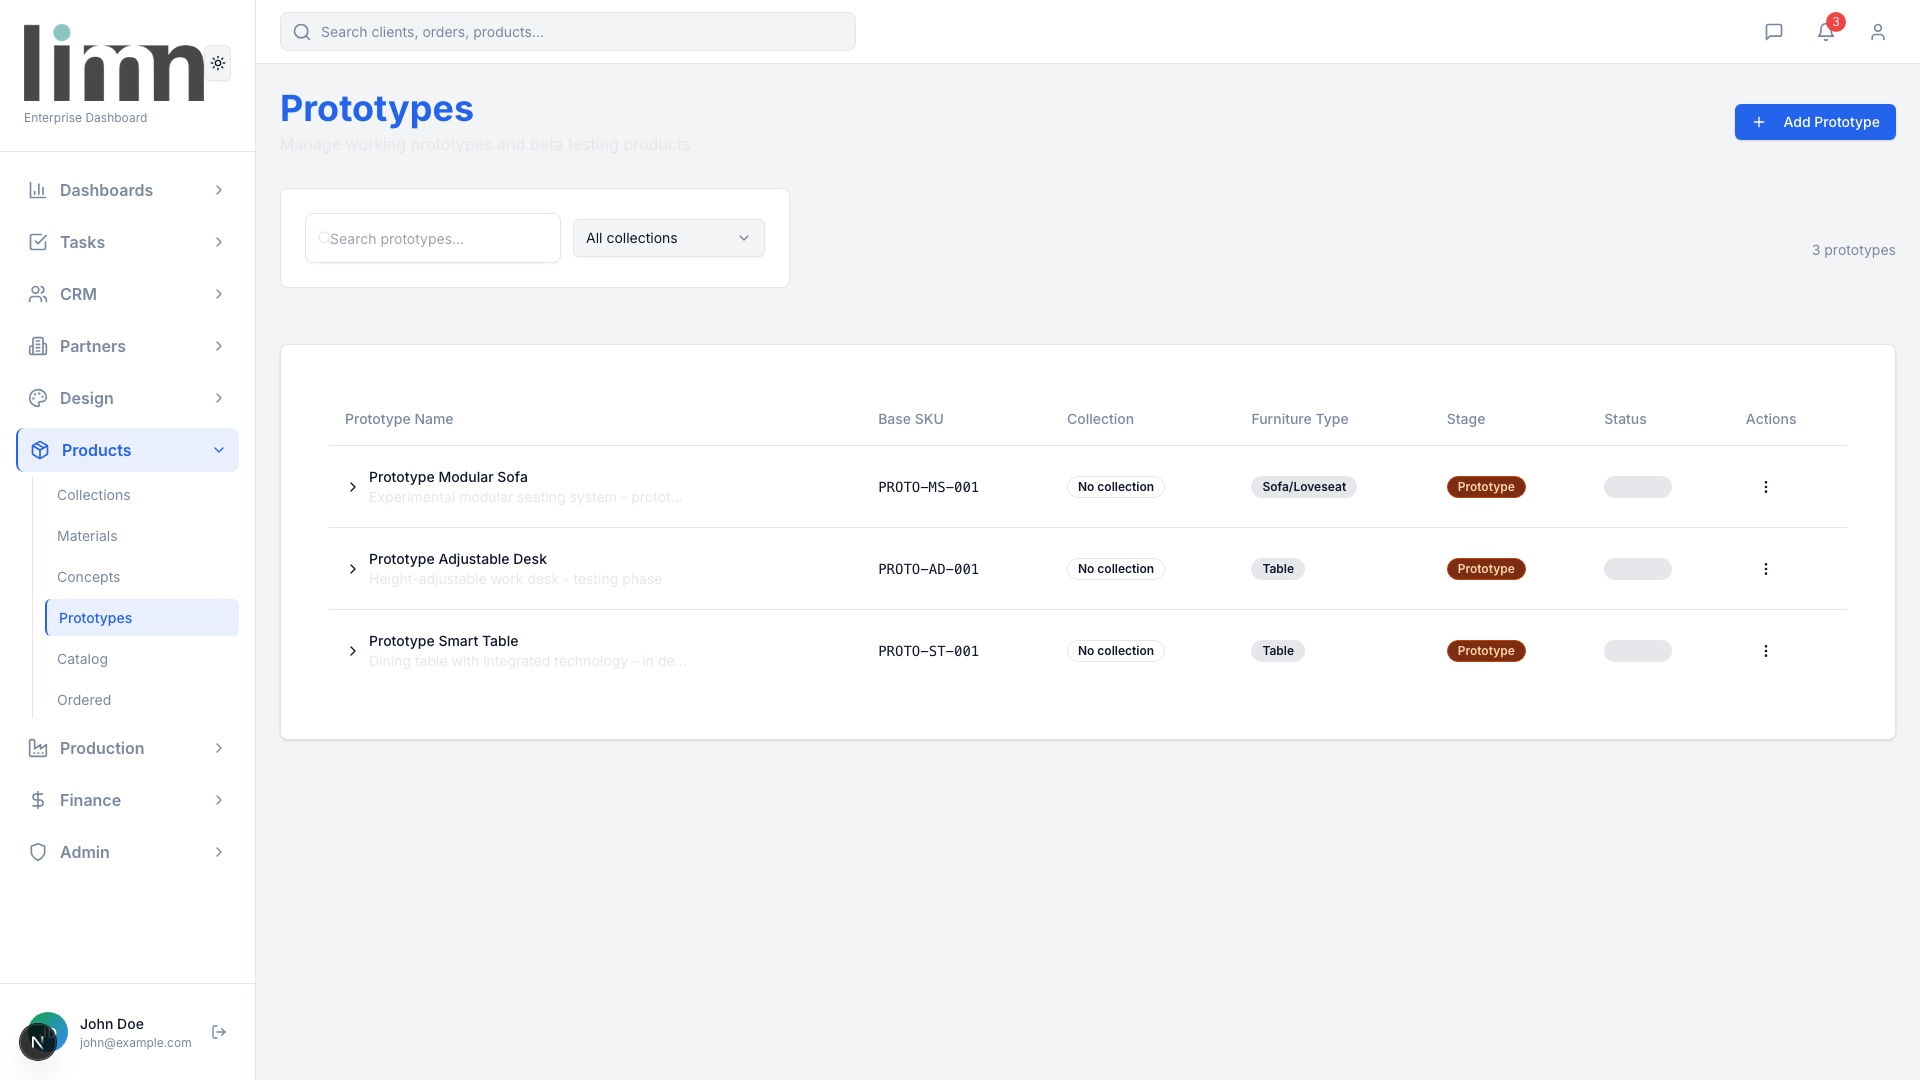 limn
Enterprise Dashboard
Search clients, orders, products...
3
Prototypes
Manage working prototypes and beta testing products
Add Prototype
Dashboards
Tasks
CRM
Partners
Design
Products
Collections
Materials
Concepts
Prototypes
Catalog
Ordered
Production
Finance
Admin
John Doe
john@example.com
N
Search prototypes...
All collections
3 prototypes
Prototype Name Base SKU Collection Furniture Type Stage Status Actions
Prototype Modular Sofa PROTO-MS-001 No collection Sofa/Loveseat Prototype
Experimental modular seating system - protot...
Prototype Adjustable Desk PROTO-AD-001 No collection Table Prototype
Height-adjustable work desk - testing phase
Prototype Smart Table PROTO-ST-001 No collection Table Prototype
Dining table with integrated technology - in de...